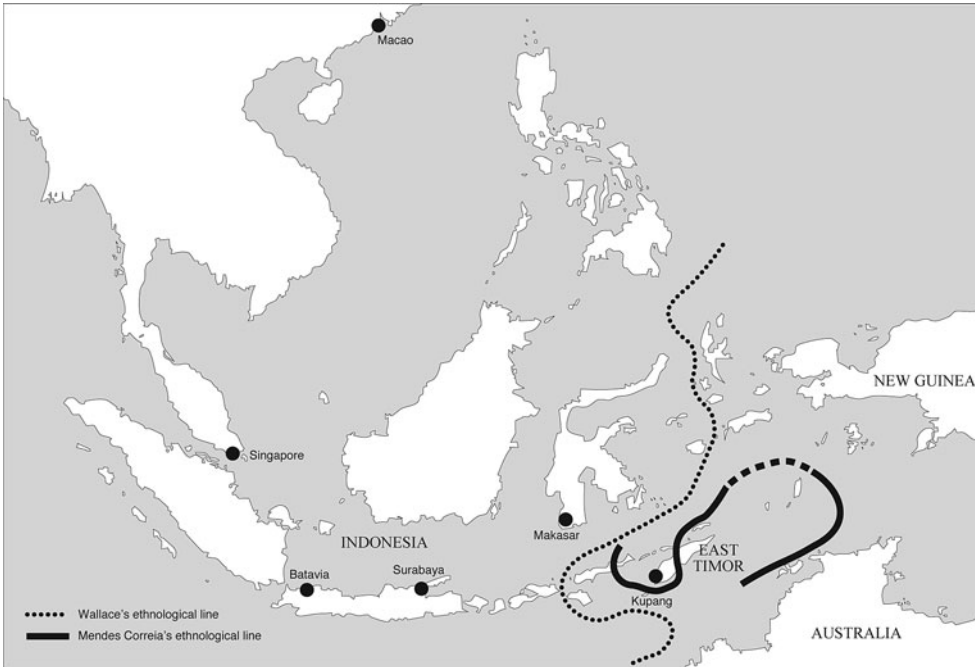 Macao
NEW GUINEA
Singapore
Makasar
INDONESIA
EAST
TIMOR
Batavia
Surabaya
Kupang
Wallace's ethnological line
Mendes Correia's ethnological line
AUSTRALIA